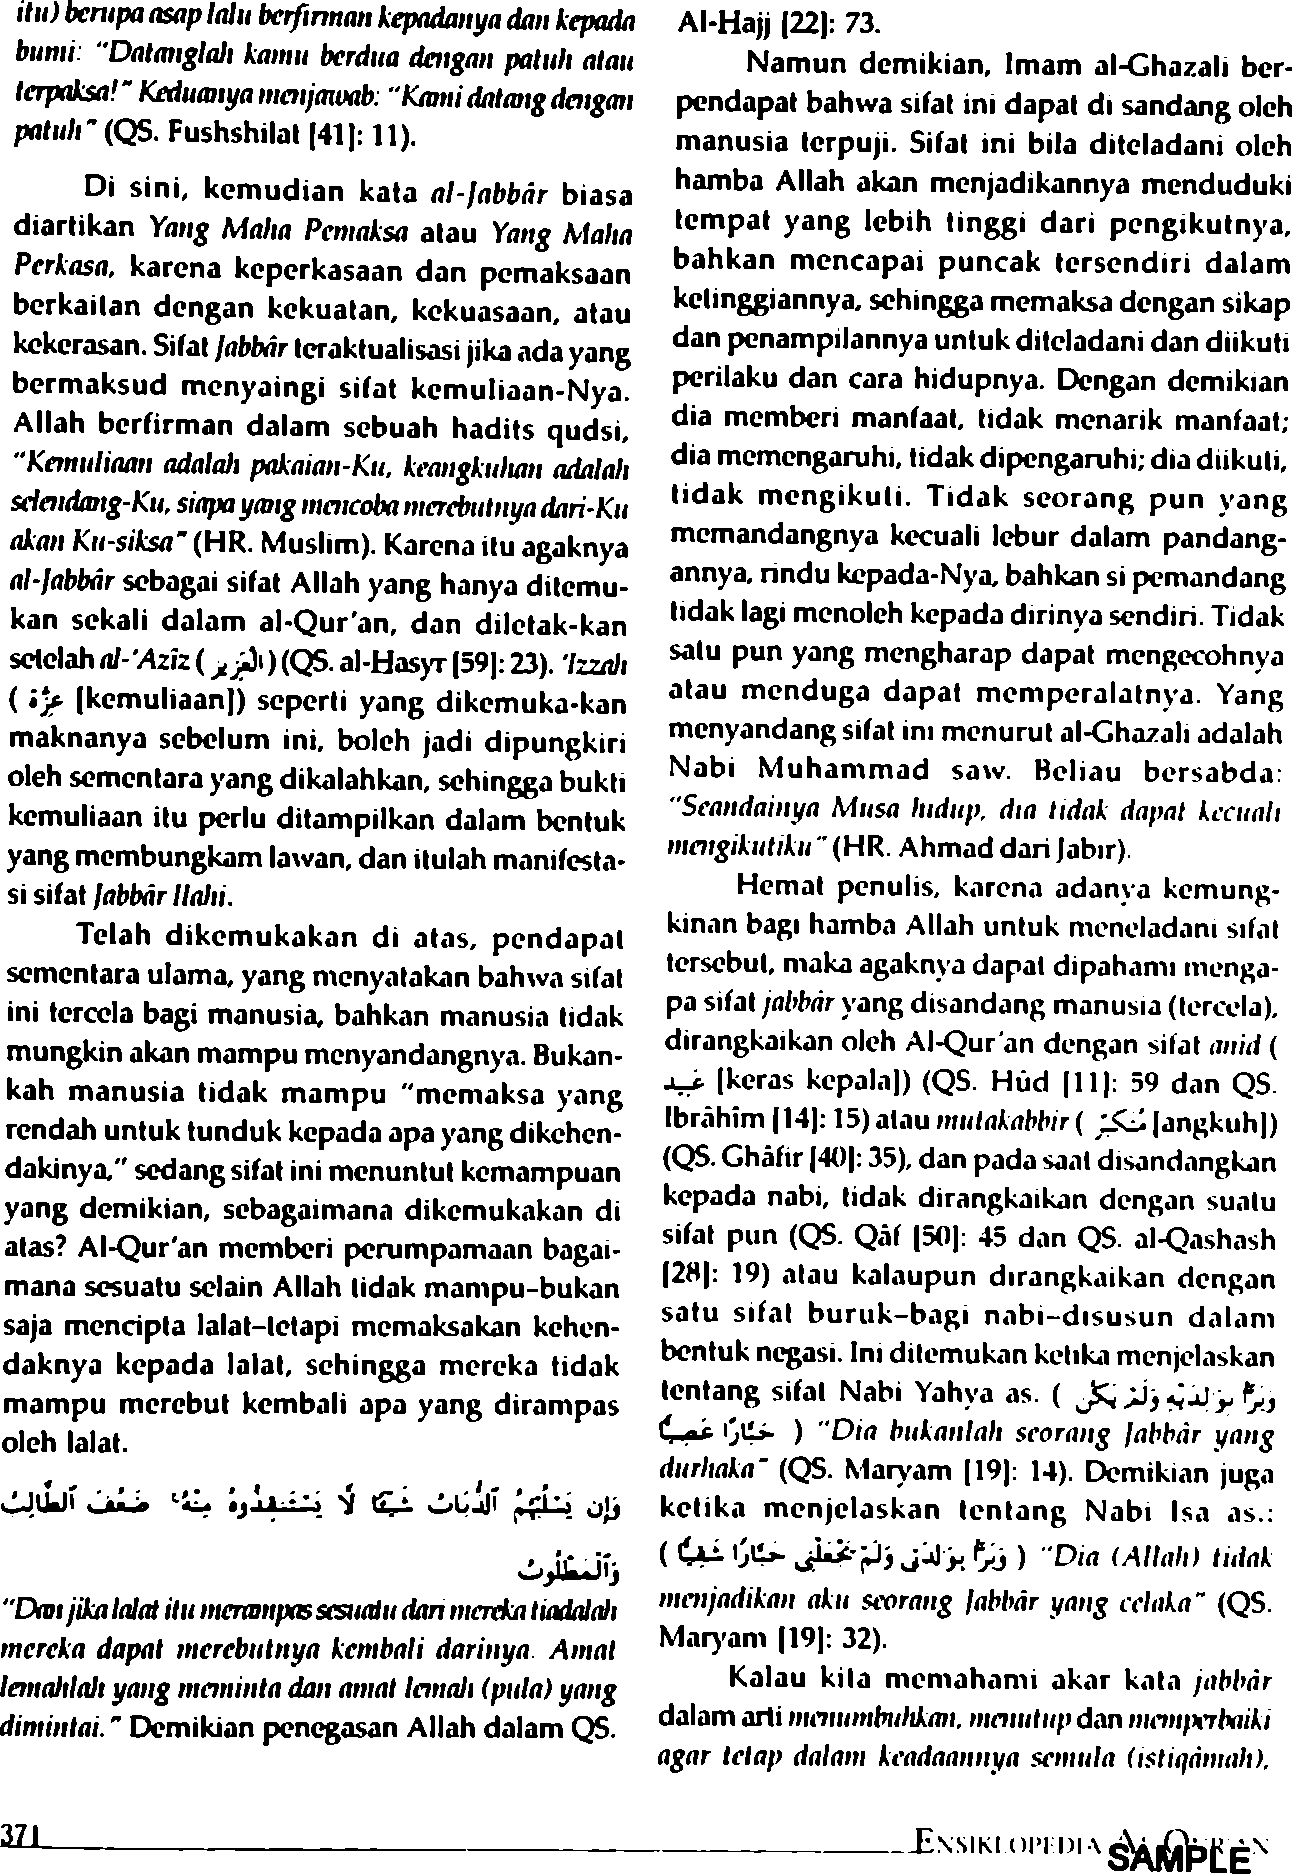 itu) berupa asap lalu berfirman kepadanya dan kepada
bumi: "Datanglah kamu berdua dengan patuh atau
terpaksa!" Keduanya menjawab: "Kami datang dengan
patuh" (QS. Fushshilat [41]: 11).
Di sini, kemudian kata al-Jabbâr biasa
diartikan Yang Maha Pemaksa atau Yang Maha
Perkasa, karena keperkasaan dan pemaksaan
berkaitan dengan kekuatan, kekuasaan, atau
kekerasan. Sifat Jabbâr teraktualisasi jika ada yang
bermaksud menyaingi sifat kemuliaan-Nya.
Allah berfirman dalam sebuah hadits qudsi,
"Kemuliaan adalah pakaian-Ku, keangkuhan adalah
selendang-Ku, siapa yang mencoba merebutnya dari-Ku
akan Ku-siksa" (HR. Muslim). Karena itu agaknya
al-Jabbâr sebagai sifat Allah yang hanya ditemu-
kan sekali dalam al-Qur'an, dan diletak-kan
setelah al-'Azîz (العَزِيز) (QS. al-Hasyr [59]: 23). 'Izzah
( عِزَّة [kemuliaan]) seperti yang dikemuka-kan
maknanya sebelum ini, boleh jadi dipungkiri
oleh sementara yang dikalahkan, sehingga bukti
kemuliaan itu perlu ditampilkan dalam bentuk
yang membungkam lawan, dan itulah manifesta-
si sifat Jabbâr Ilahi.
Telah dikemukakan di atas, pendapat
sementara ulama, yang menyatakan bahwa sifat
ini tercela bagi manusia, bahkan manusia tidak
mungkin akan mampu menyandangnya. Bukan-
kah manusia tidak mampu "memaksa yang
rendah untuk tunduk kepada apa yang dikehen-
dakinya," sedang sifat ini menuntut kemampuan
yang demikian, sebagaimana dikemukakan di
atas? Al-Qur'an memberi perumpamaan bagai-
mana sesuatu selain Allah tidak mampu-bukan
saja mencipta lalat-tetapi memaksakan kehen-
daknya kepada lalat, sehingga mereka tidak
mampu merebut kembali apa yang dirampas
oleh lalat.
وَإِن يَسْلُبْهُمُ ٱلذُّبَابُ شَيْـًٔا لَّا يَسْتَنقِذُوهُ مِنْهُ ۚ ضَعُفَ ٱلطَّالِبُ
وَٱلْمَطْلُوبُ
"Dan jika lalat itu merampas sesuatu dari mereka tiadalah
mereka dapat merebutnya kembali darinya. Amat
lemahlah yang meminta dan amat lemah (pula) yang
dimintai." Demikian penegasan Allah dalam QS.
Al-Hajj [22]: 73.
Namun demikian, Imam al-Ghazali ber-
pendapat bahwa sifat ini dapat di sandang oleh
manusia terpuji. Sifat ini bila diteladani oleh
hamba Allah akan menjadikannya menduduki
tempat yang lebih tinggi dari pengikutnya,
bahkan mencapai puncak tersendiri dalam
ketinggiannya, sehingga memaksa dengan sikap
dan penampilannya untuk diteladani dan diikuti
perilaku dan cara hidupnya. Dengan demikian
dia memberi manfaat, tidak menarik manfaat;
dia memengaruhi, tidak dipengaruhi; dia diikuti,
tidak mengikuti. Tidak seorang pun yang
memandangnya kecuali lebur dalam pandang-
annya, rindu kepada-Nya, bahkan si pemandang
tidak lagi menoleh kepada dirinya sendiri. Tidak
satu pun yang mengharap dapat mengecohnya
atau menduga dapat memperalatnya. Yang
menyandang sifat ini menurut al-Ghazali adalah
Nabi Muhammad saw. Beliau bersabda:
"Seandainya Musa hidup, dia tidak dapat kecuali
mengikutiku" (HR. Ahmad dari Jabir).
Hemat penulis, karena adanya kemung-
kinan bagi hamba Allah untuk meneladani sifat
tersebut, maka agaknya dapat dipahami menga-
pa sifat jabbâr yang disandang manusia (tercela),
dirangkaikan oleh Al-Qur'an dengan sifat anid (
عَنِيد [keras kepala]) (QS. Hûd [11]: 59 dan QS.
Ibrâhîm [14]: 15) atau mutakabbir ( مُتَكَبِّر [angkuh])
(QS. Ghâfir [40]: 35), dan pada saat disandangkan
kepada nabi, tidak dirangkaikan dengan suatu
sifat pun (QS. Qâf [50]: 45 dan QS. al-Qashash
[28]: 19) atau kalaupun dirangkaikan dengan
satu sifat buruk-bagi nabi-disusun dalam
bentuk negasi. Ini ditemukan ketika menjelaskan
tentang sifat Nabi Yahya as. ( وَبَرًّۢا بِوَٰلِدَيْهِ وَلَمْ يَكُن
جَبَّارًا عَصِيًّا ) "Dia bukanlah seorang Jabbâr yang
durhaka" (QS. Maryam [19]: 14). Demikian juga
ketika menjelaskan tentang Nabi Isa as.:
( وَبَرًّۢا بِوَٰلِدَتِى وَلَمْ يَجْعَلْنِى جَبَّارًا شَقِيًّا ) "Dia (Allah) tidak
menjadikan aku seorang Jabbâr yang celaka" (QS.
Maryam [19]: 32).
Kalau kita memahami akar kata jabbâr
dalam arti menumbuhkan, menutup dan memperbaiki
agar tetap dalam keadaannya semula (istiqâmah),
371
ENSIKLOPEDIA AL-QUR'AN
SAMPLE